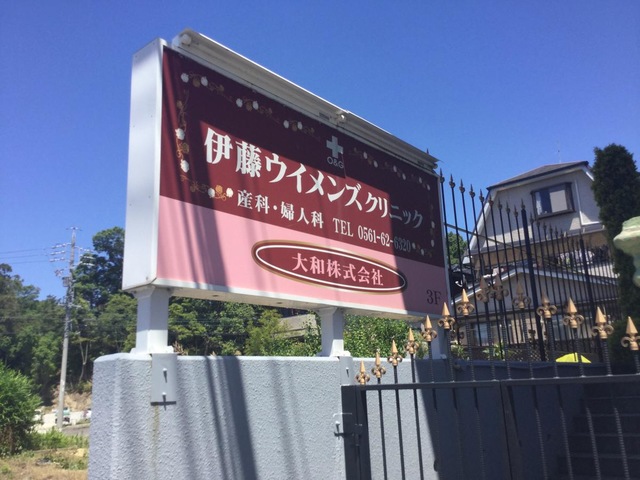 O&G
伊藤ウイメンズクリニック
産科・婦人科 TEL 0561-62-6320
大和株式会社
3F